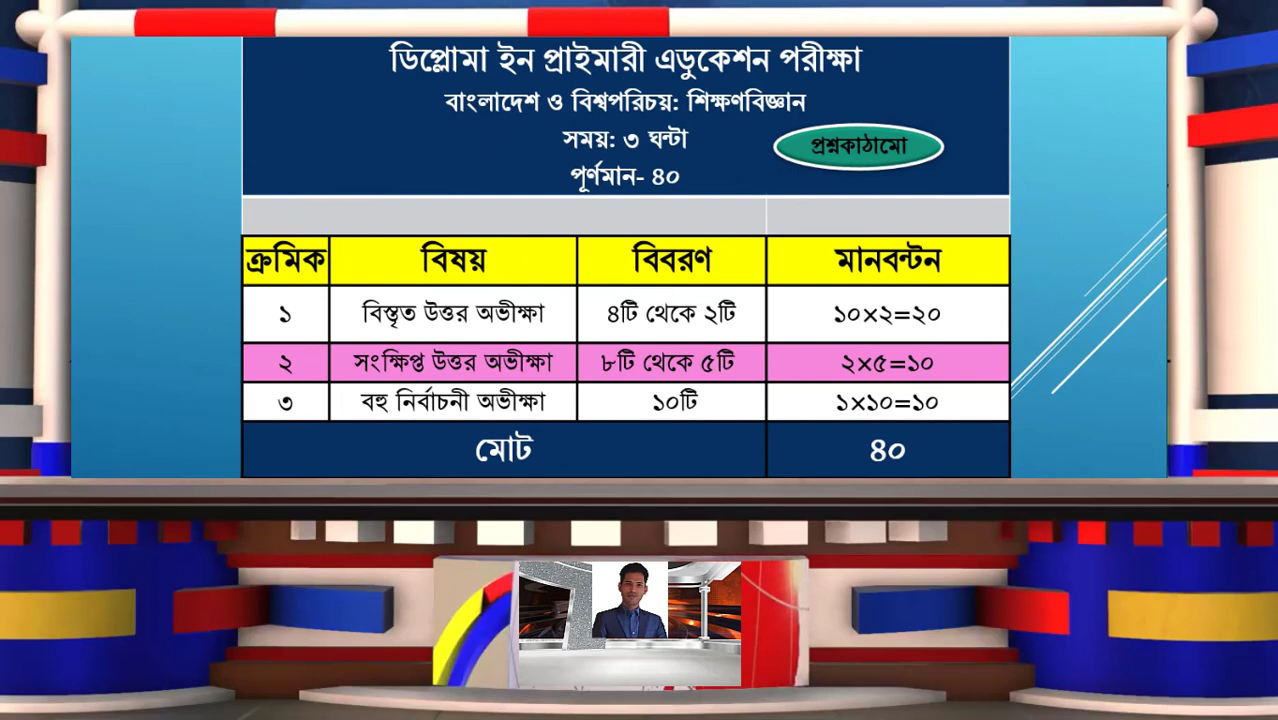 ডিপ্লোমা ইন প্রাইমারী এডুকেশন পরীক্ষা
বাংলাদেশ ও বিশ্বপরিচয়: শিক্ষণবিজ্ঞান
সময়: ৩ ঘন্টা
প্রশ্নকাঠামো
পূর্ণমান- ৪০
ক্রমিক বিষয় বিবরণ মানবন্টন
১ বিস্তৃত উত্তর অভীক্ষা ৪টি থেকে ২টি ১০×২=২০
২ সংক্ষিপ্ত উত্তর অভীক্ষা ৮টি থেকে ৫টি ২×৫=১০
৩ বহু নির্বাচনী অভীক্ষা ১০টি ১×১০=১০
মোট ৪০